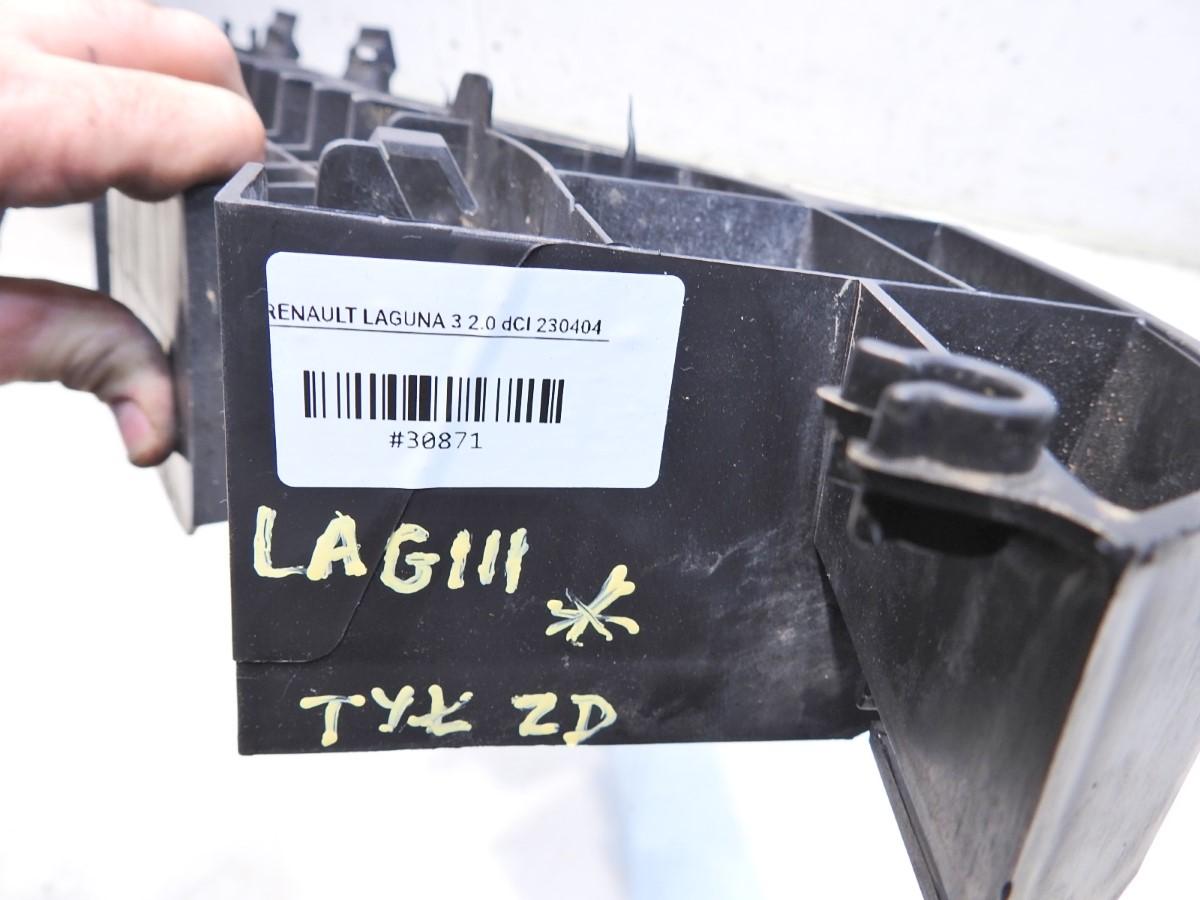 RENAULT LAGUNA 3 2.0 dCI 230404
#30871
LAGIII *
TYŁ ZD